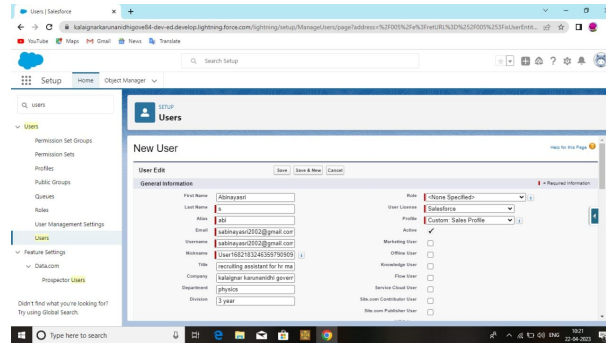 Users | Salesforce
kalaignarkarunanidhigove84-dev-ed.develop.lightning.force.com/lightning/setup/ManageUsers/page?address=%2F005%2Fe%3FretURL%3D%252F005%253FisUserEntit...
YouTube Maps Gmail News Translate
Search Setup
Setup Home Object Manager
users
SETUP
Users
Users
Permission Set Groups
Permission Sets
Profiles
Public Groups
Queues
Roles
User Management Settings
Users
Feature Settings
Data.com
Prospector Users
Didn't find what you're looking for?
Try using Global Search.
New User
Help for this Page
User Edit Save Save & New Cancel
General Information = Required Information
First Name Abinayasri
Last Name s
Alias abi
Email sabinayasri2002@gmail.com
Username sabinayasri2002@gmail.com
Nickname User1682183246359790909
Title recruiting assistant for hr ma
Company kalaignar karunanidhi govern
Department physics
Division 3 year
Role <None Specified>
User License Salesforce
Profile Custom: Sales Profile
Active
Marketing User
Offline User
Knowledge User
Flow User
Service Cloud User
Site.com Contributor User
Site.com Publisher User
Type here to search
ENG 10:21
22-04-2023